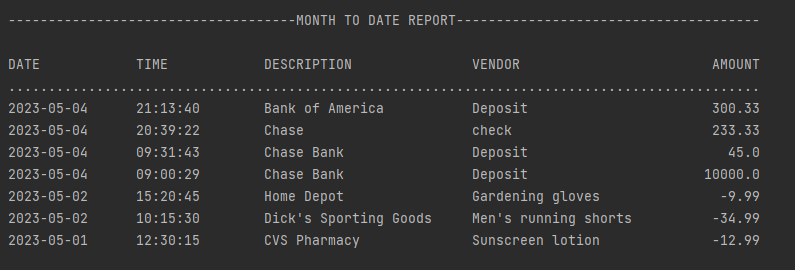 ------------------------------------MONTH TO DATE REPORT--------------------------------------
DATE            TIME            DESCRIPTION               VENDOR                        AMOUNT
..............................................................................................
2023-05-04      21:13:40        Bank of America           Deposit                       300.33
2023-05-04      20:39:22        Chase                     check                         233.33
2023-05-04      09:31:43        Chase Bank                Deposit                         45.0
2023-05-04      09:00:29        Chase Bank                Deposit                      10000.0
2023-05-02      15:20:45        Home Depot                Gardening gloves               -9.99
2023-05-02      10:15:30        Dick's Sporting Goods     Men's running shorts          -34.99
2023-05-01      12:30:15        CVS Pharmacy              Sunscreen lotion              -12.99